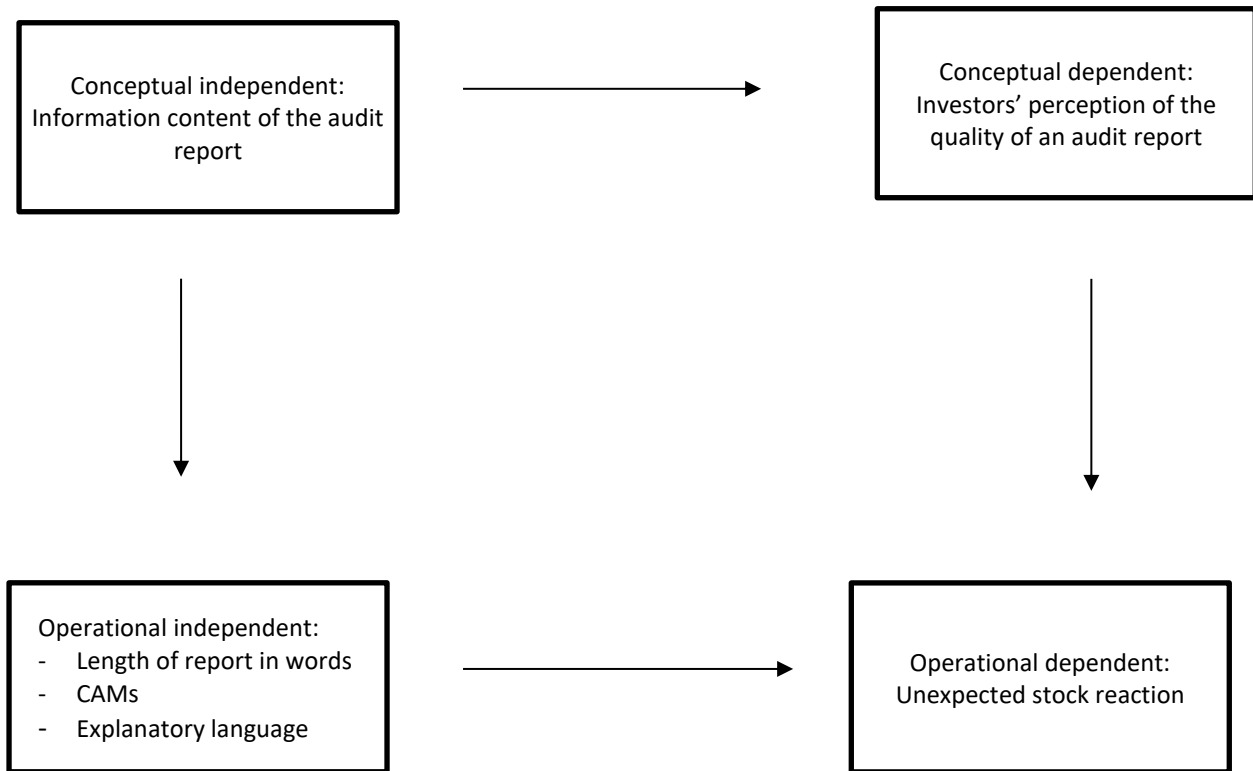 Conceptual independent:
Information content of the audit
report
Conceptual dependent:
Investors’ perception of the
quality of an audit report
Operational independent:
- Length of report in words
- CAMs
- Explanatory language
Operational dependent:
Unexpected stock reaction